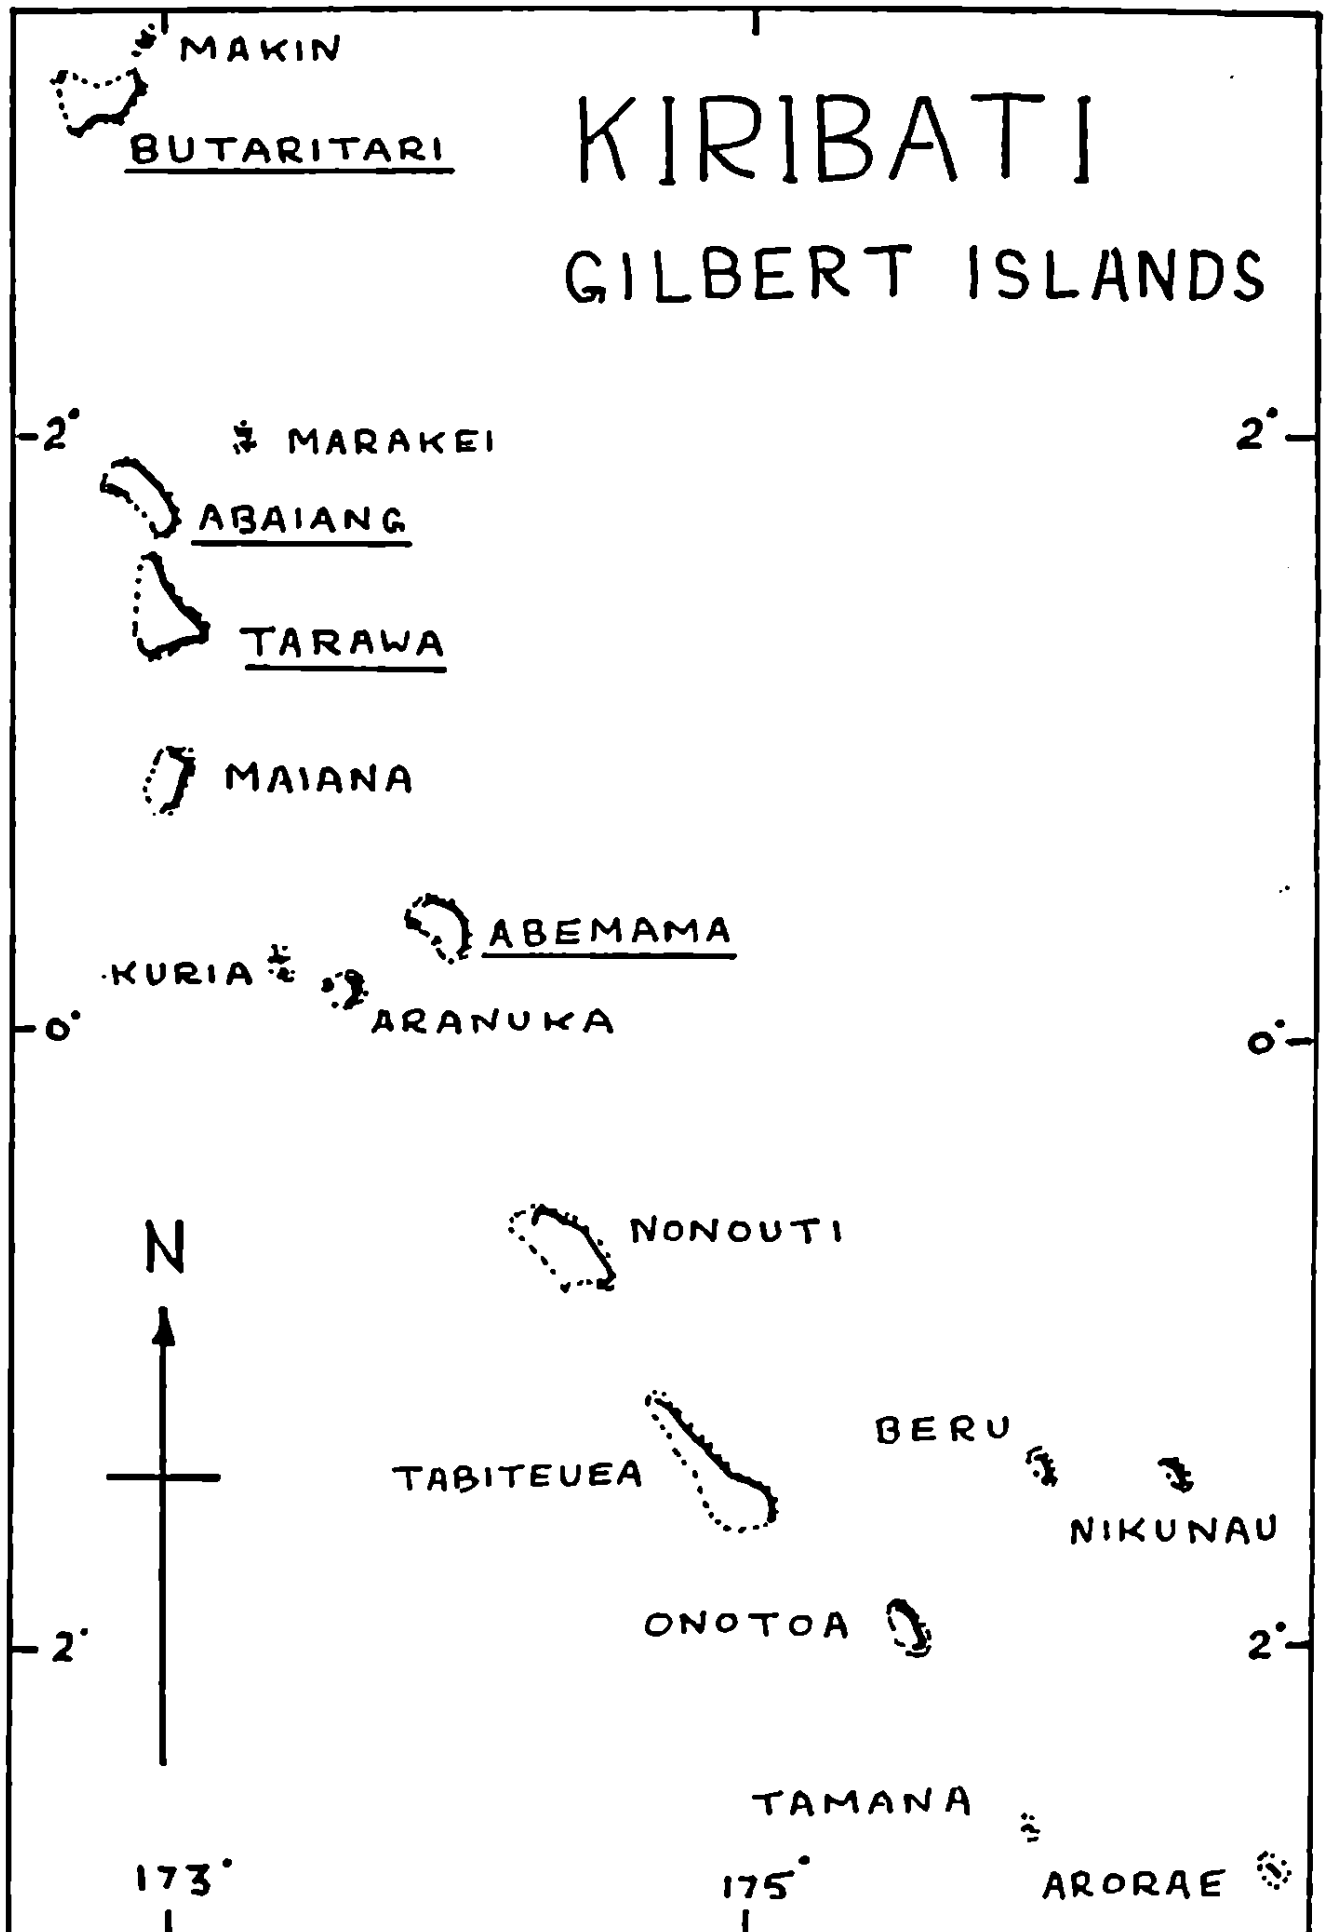 MAKIN
BUTARITARI
KIRIBATI
GILBERT ISLANDS
2° 2°
MARAKEI
ABAIANG
TARAWA
MAIANA
ABEMAMA
KURIA
ARANUKA
0° 0°
N
NONOUTI
BERU
TABITEUEA
NIKUNAU
ONOTOA
2° 2°
TAMANA
173° 175° ARORAE